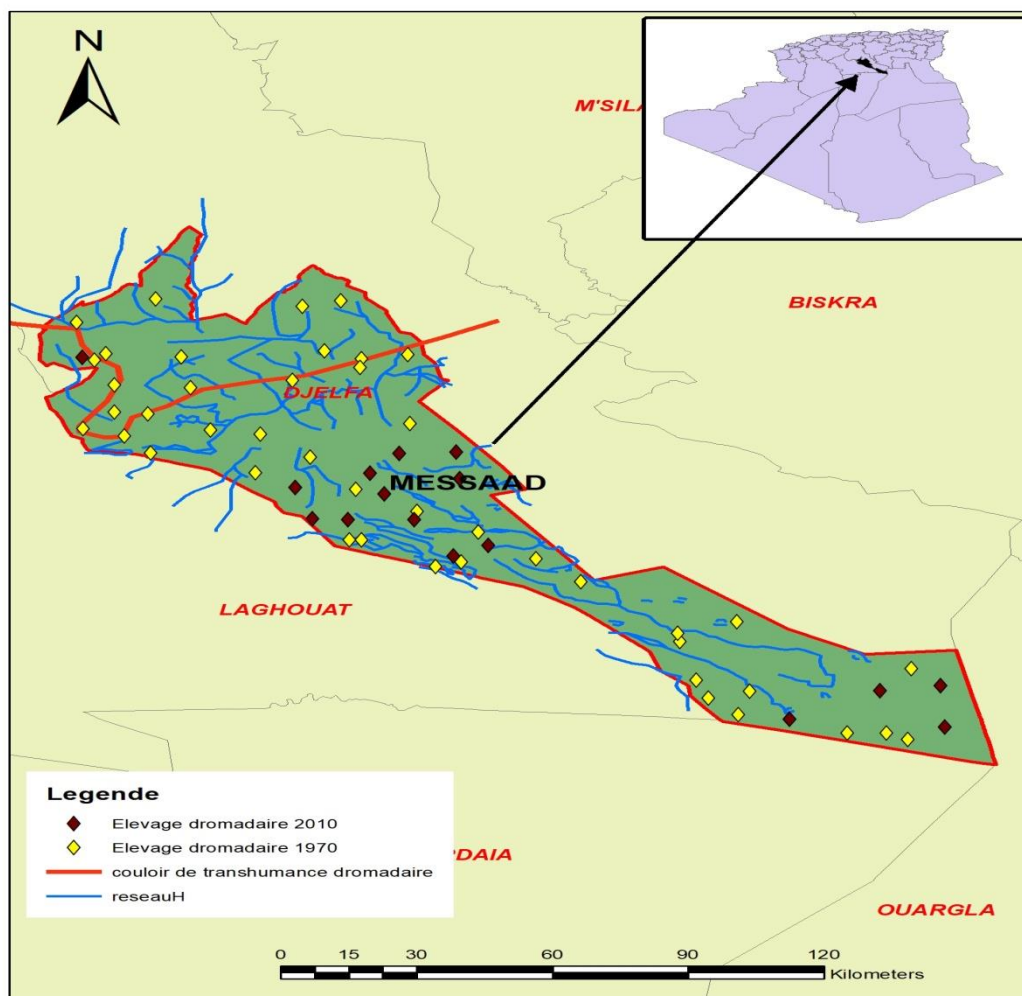 N
M'SILA
BISKRA
DJELFA
MESSAAD
LAGHOUAT
Legende
Elevage dromadaire 2010
Elevage dromadaire 1970
couloir de transhumance dromadaire
reseauH
RDAIA
OUARGLA
0 15 30 60 90 120
Kilometers